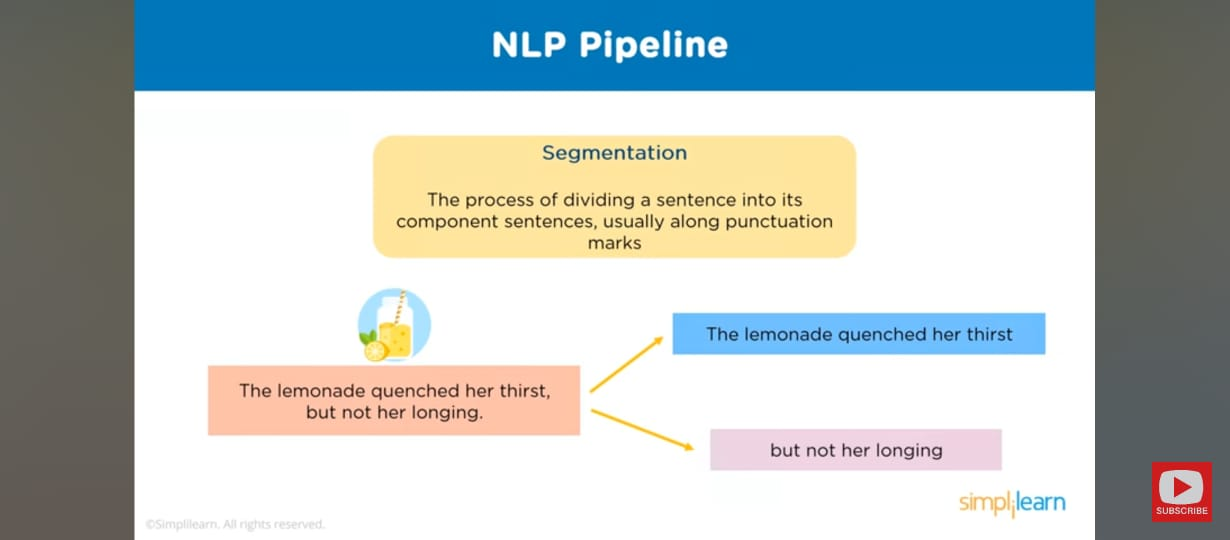 NLP Pipeline
Segmentation
The process of dividing a sentence into its
component sentences, usually along punctuation
marks
The lemonade quenched her thirst,
but not her longing.
The lemonade quenched her thirst
but not her longing
simplilearn
©Simplilearn. All rights reserved.
SUBSCRIBE